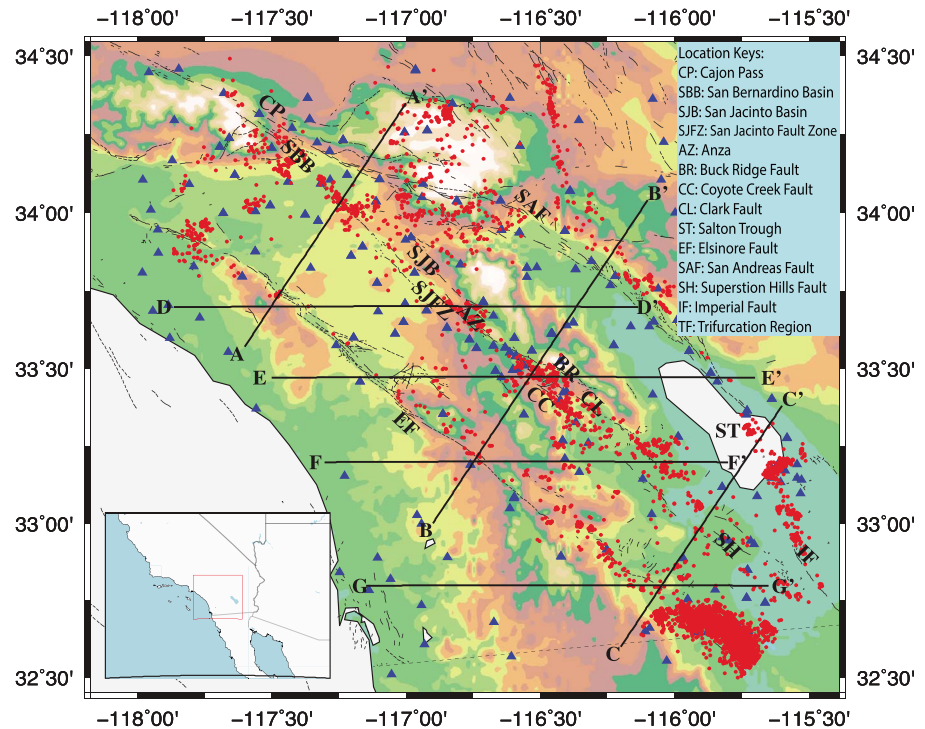 −118°00' −117°30' −117°00' −116°30' −116°00' −115°30'
34°30' 34°30'
Location Keys:
CP: Cajon Pass
SBB: San Bernardino Basin
SJB: San Jacinto Basin
SJFZ: San Jacinto Fault Zone
AZ: Anza
BR: Buck Ridge Fault
CC: Coyote Creek Fault
CL: Clark Fault
ST: Salton Trough
EF: Elsinore Fault
SAF: San Andreas Fault
SH: Superstion Hills Fault
IF: Imperial Fault
TF: Trifurcation Region
CP A'
SBB
B'
34°00' SAF 34°00'
SJB
SJFZ AZ
D D'
A
33°30' BR 33°30'
E E'
CC CL C'
EF ST
F F'
33°00' B 33°00'
SH IF
G G'
C
32°30' 32°30'
−118°00' −117°30' −117°00' −116°30' −116°00' −115°30'